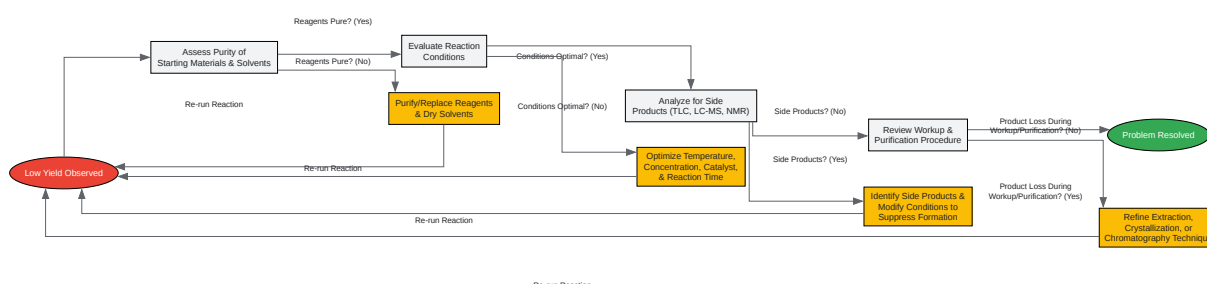 Reagents Pure? (Yes)
Assess Purity of
Starting Materials & Solvents
Reagents Pure? (No)
Evaluate Reaction
Conditions
Conditions Optimal? (Yes)
Re-run Reaction
Purify/Replace Reagents
& Dry Solvents
Conditions Optimal? (No)
Analyze for Side
Products (TLC, LC-MS, NMR)
Side Products? (No)
Review Workup &
Purification Procedure
Product Loss During
Workup/Purification? (No)
Problem Resolved
Low Yield Observed
Re-run Reaction
Optimize Temperature,
Concentration, Catalyst,
& Reaction Time
Side Products? (Yes)
Identify Side Products &
Modify Conditions to
Suppress Formation
Product Loss During
Workup/Purification? (Yes)
Re-run Reaction
Refine Extraction,
Crystallization, or
Chromatography Techniqu
Re-run Reaction